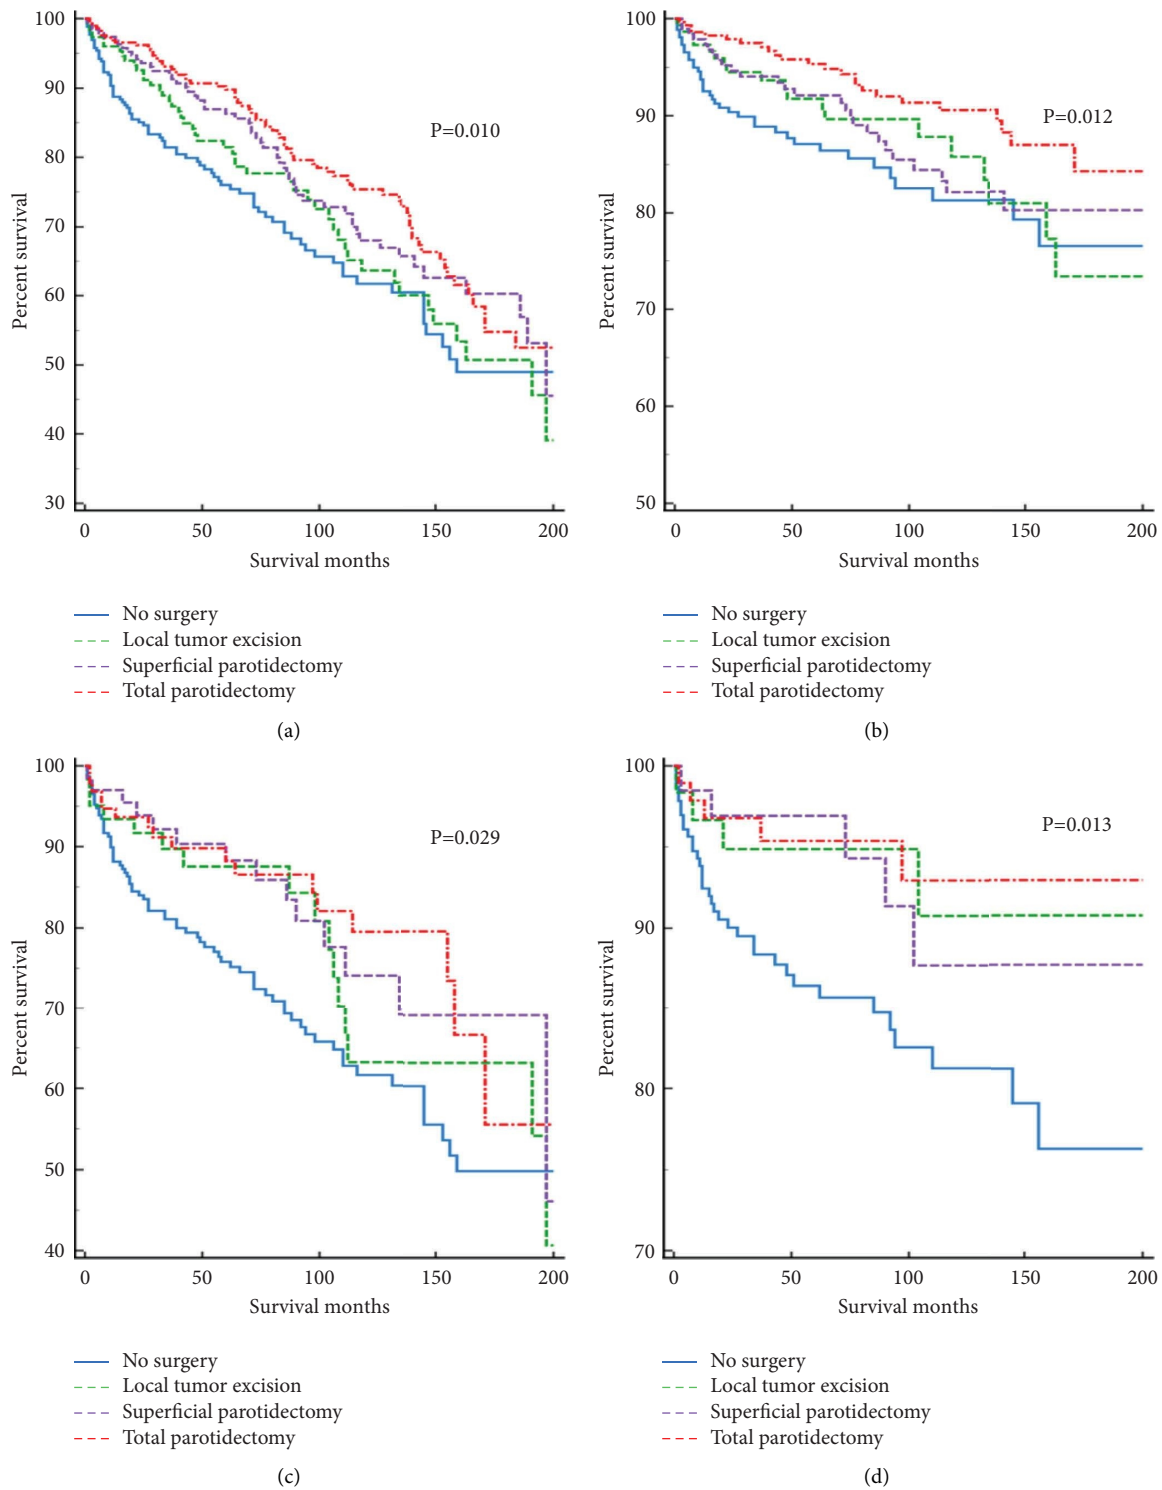 100
90
80
70
60
50
40
30
Percent survival
P=0.010
0 50 100 150 200
Survival months
No surgery
Local tumor excision
Superficial parotidectomy
Total parotidectomy
(a)
100
90
80
70
60
50
Percent survival
P=0.012
0 50 100 150 200
Survival months
No surgery
Local tumor excision
Superficial parotidectomy
Total parotidectomy
(b)
100
90
80
70
60
50
40
Percent survival
P=0.029
0 50 100 150 200
Survival months
No surgery
Local tumor excision
Superficial parotidectomy
Total parotidectomy
(c)
100
90
80
70
Percent survival
P=0.013
0 50 100 150 200
Survival months
No surgery
Local tumor excision
Superficial parotidectomy
Total parotidectomy
(d)